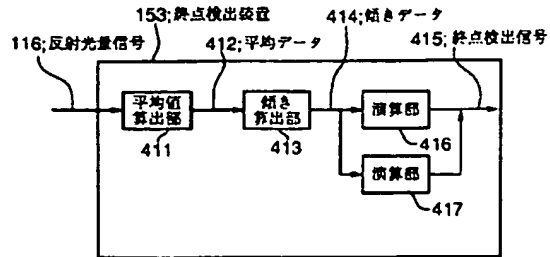 153;終点検出装置
414;傾きデータ
116;反射光量信号
412;平均データ
415;終点検出信号
平均値
算出部
411
傾き
算出部
413
演算部
416
演算部
417